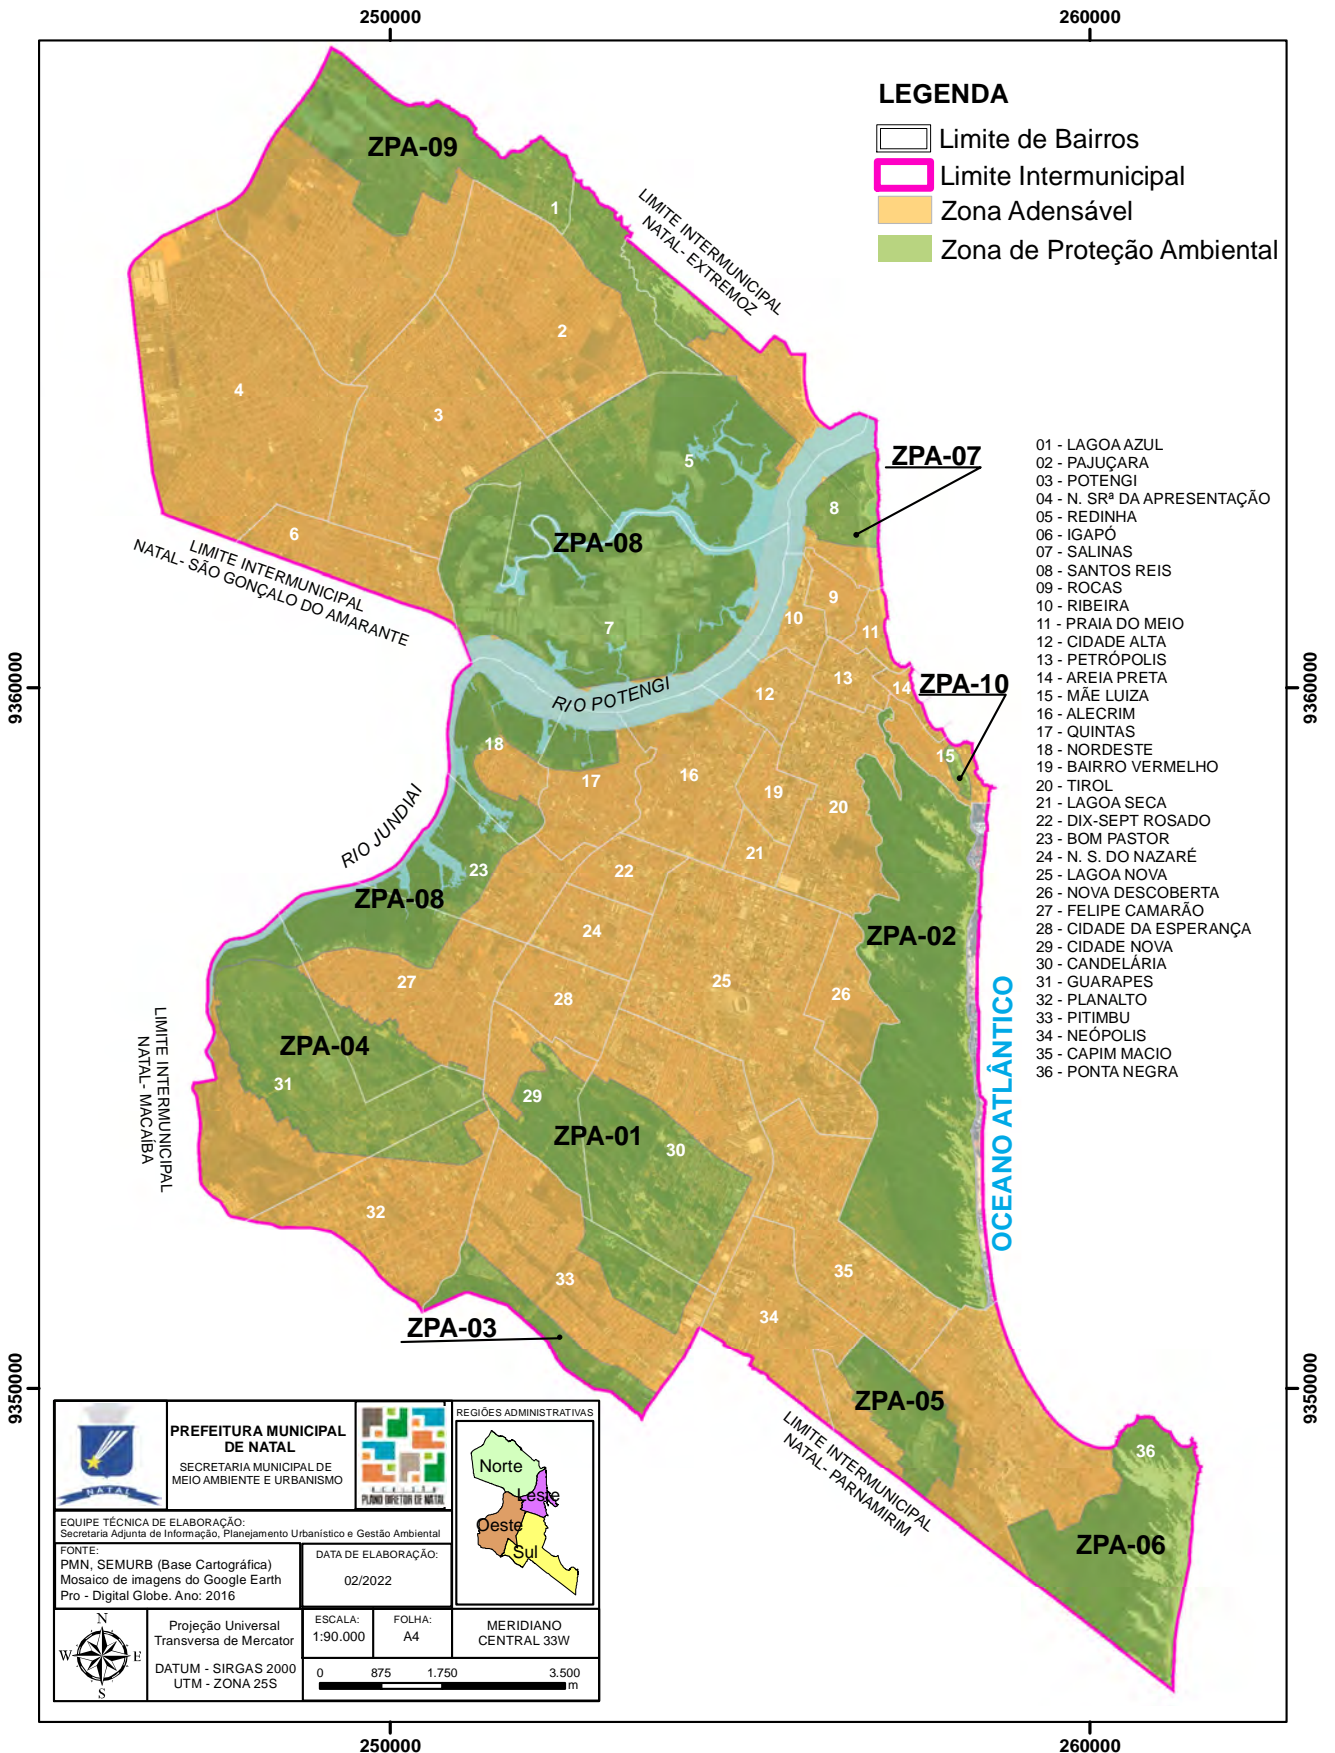 250000
260000
LEGENDA
Limite de Bairros
Limite Intermunicipal
Zona Adensável
Zona de Proteção Ambiental
ZPA-09
1
LIMITE INTERMUNICIPAL
NATAL- EXTREMOZ
2
4
3
5
ZPA-07
8
6
ZPA-08
LIMITE INTERMUNICIPAL
NATAL- SÃO GONÇALO DO AMARANTE
7
9
10
11
01 - LAGOA AZUL
02 - PAJUÇARA
03 - POTENGI
04 - N. SRª DA APRESENTAÇÃO
05 - REDINHA
06 - IGAPÓ
07 - SALINAS
08 - SANTOS REIS
09 - ROCAS
10 - RIBEIRA
11 - PRAIA DO MEIO
12 - CIDADE ALTA
13 - PETRÓPOLIS
14 - AREIA PRETA
15 - MÃE LUIZA
16 - ALECRIM
17 - QUINTAS
18 - NORDESTE
19 - BAIRRO VERMELHO
20 - TIROL
21 - LAGOA SECA
22 - DIX-SEPT ROSADO
23 - BOM PASTOR
24 - N. S. DO NAZARÉ
25 - LAGOA NOVA
26 - NOVA DESCOBERTA
27 - FELIPE CAMARÃO
28 - CIDADE DA ESPERANÇA
29 - CIDADE NOVA
30 - CANDELÁRIA
31 - GUARAPES
32 - PLANALTO
33 - PITIMBU
34 - NEÓPOLIS
35 - CAPIM MACIO
36 - PONTA NEGRA
9360000
9360000
RIO POTENGI
12
13
14
ZPA-10
18
17
16
19
20
15
RIO JUNDIAI
21
22
23
ZPA-08
24
ZPA-02
27
28
25
26
OCEANO ATLÂNTICO
LIMITE INTERMUNICIPAL
NATAL- MACAÍBA
ZPA-04
31
29
ZPA-01
30
32
33
35
34
ZPA-03
9350000
9350000
ZPA-05
LIMITE INTERMUNICIPAL
NATAL- PARNAMIRIM
36
ZPA-06
NATAL
PREFEITURA MUNICIPAL
DE NATAL
SECRETARIA MUNICIPAL DE
MEIO AMBIENTE E URBANISMO
REVISÃO
PLANO DIRETOR DE NATAL
REGIÕES ADMINISTRATIVAS
Norte
Leste
Oeste
Sul
EQUIPE TÉCNICA DE ELABORAÇÃO:
Secretaria Adjunta de Informação, Planejamento Urbanístico e Gestão Ambiental
FONTE:
PMN, SEMURB (Base Cartográfica)
Mosaico de imagens do Google Earth
Pro - Digital Globe. Ano: 2016
DATA DE ELABORAÇÃO:
02/2022
N
W
E
S
Projeção Universal
Transversa de Mercator
DATUM - SIRGAS 2000
UTM - ZONA 25S
ESCALA:
1:90.000
FOLHA:
A4
MERIDIANO
CENTRAL 33W
0 875 1.750 3.500
m
250000
260000